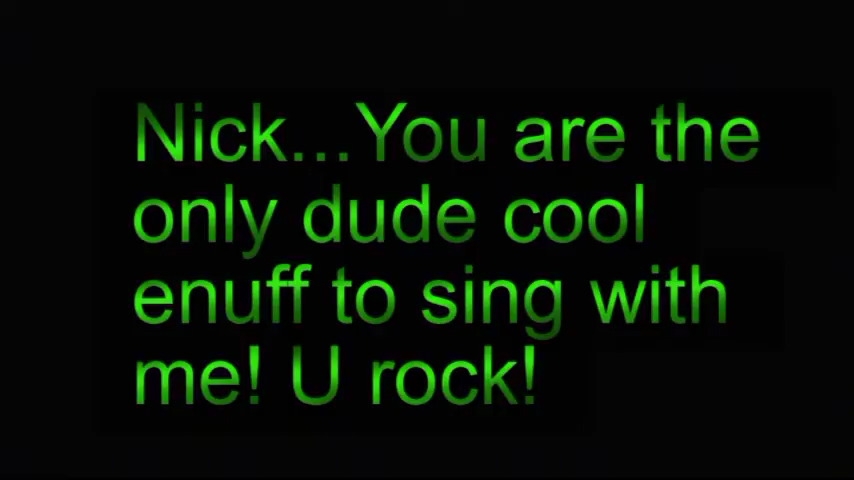 Nick...You are the
only dude cool
enuff to sing with
me! U rock!